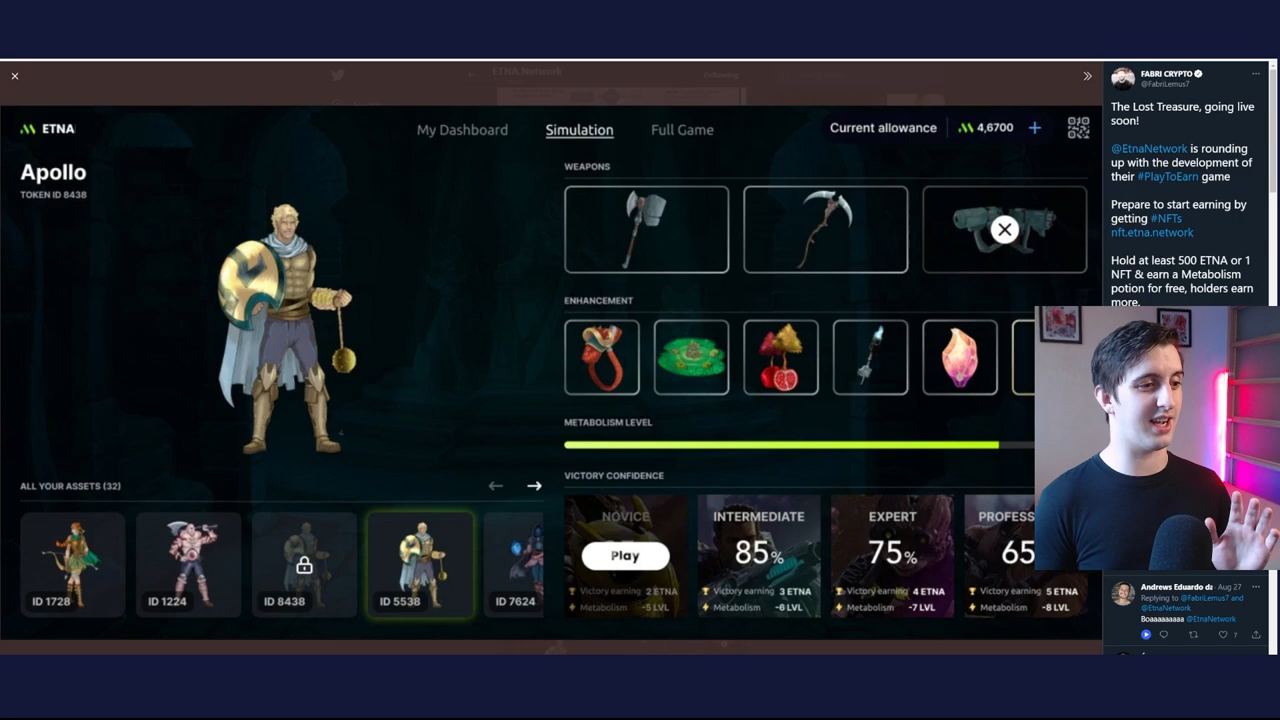 ETNA_Network
ETNA
My Dashboard
Simulation
Full Game
Current allowance
4,6700
Apollo
TOKEN ID 8438
WEAPONS
ENHANCEMENT
METABOLISM LEVEL
VICTORY CONFIDENCE
NOVICE
Play
Victory earning 2 ETNA
Metabolism -5 LVL
INTERMEDIATE
85%
Victory earning 3 ETNA
Metabolism -6 LVL
EXPERT
75%
Victory earning 4 ETNA
Metabolism -7 LVL
PROFESS
65
Victory earning 5 ETNA
Metabolism -8 LVL
ALL YOUR ASSETS (32)
ID 1728
ID 1224
ID 8438
ID 5538
ID 7624
FABRI CRYPTO
@FabriLemus7
The Lost Treasure, going live
soon!
@EtnaNetwork is rounding
up with the development of
their #PlayToEarn game
Prepare to start earning by
getting #NFTs
nft.etna.network
Hold at least 500 ETNA or 1
NFT & earn a Metabolism
potion for free, holders earn
more.
Andrews Eduardo da · Aug 27
Replying to @FabriLemus7 and
@EtnaNetwork
Boaaaaaaaa @EtnaNetwork
7